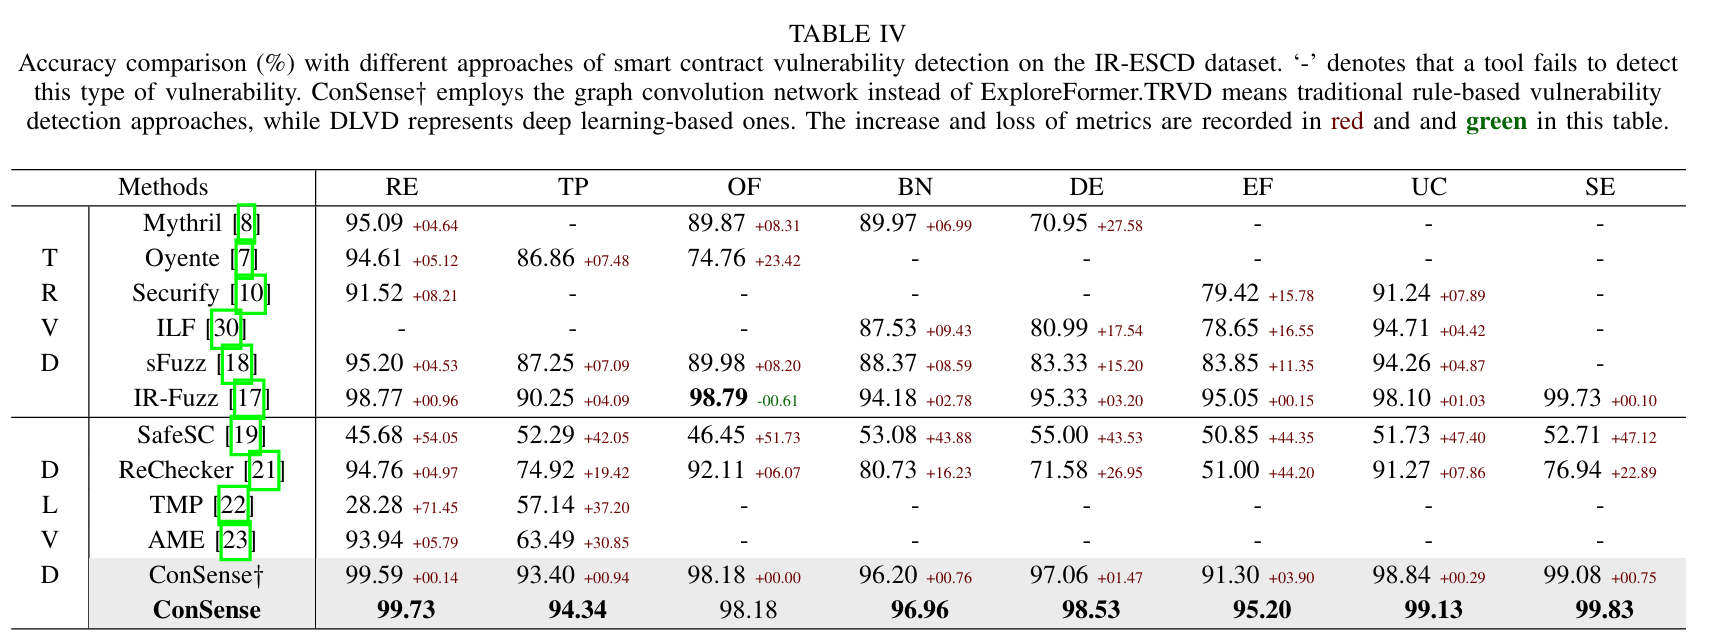 TABLE IV
Accuracy comparison (%) with different approaches of smart contract vulnerability detection on the IR-ESCD dataset. ‘-’ denotes that a tool fails to detect
this type of vulnerability. ConSense† employs the graph convolution network instead of ExploreFormer.TRVD means traditional rule-based vulnerability
detection approaches, while DLVD represents deep learning-based ones. The increase and loss of metrics are recorded in red and and green in this table.
Methods RE TP OF BN DE EF UC SE
Mythril [8] 95.09 +04.64 - 89.87 +08.31 89.97 +06.99 70.95 +27.58 - - -
T Oyente [7] 94.61 +05.12 86.86 +07.48 74.76 +23.42 - - - - -
R Securify [10] 91.52 +08.21 - - - - 79.42 +15.78 91.24 +07.89 -
V ILF [30] - - - 87.53 +09.43 80.99 +17.54 78.65 +16.55 94.71 +04.42 -
D sFuzz [18] 95.20 +04.53 87.25 +07.09 89.98 +08.20 88.37 +08.59 83.33 +15.20 83.85 +11.35 94.26 +04.87 -
IR-Fuzz [17] 98.77 +00.96 90.25 +04.09 98.79 -00.61 94.18 +02.78 95.33 +03.20 95.05 +00.15 98.10 +01.03 99.73 +00.10
SafeSC [19] 45.68 +54.05 52.29 +42.05 46.45 +51.73 53.08 +43.88 55.00 +43.53 50.85 +44.35 51.73 +47.40 52.71 +47.12
D ReChecker [21] 94.76 +04.97 74.92 +19.42 92.11 +06.07 80.73 +16.23 71.58 +26.95 51.00 +44.20 91.27 +07.86 76.94 +22.89
L TMP [22] 28.28 +71.45 57.14 +37.20 - - - - - -
V AME [23] 93.94 +05.79 63.49 +30.85 - - - - - -
D ConSense† 99.59 +00.14 93.40 +00.94 98.18 +00.00 96.20 +00.76 97.06 +01.47 91.30 +03.90 98.84 +00.29 99.08 +00.75
ConSense 99.73 94.34 98.18 96.96 98.53 95.20 99.13 99.83